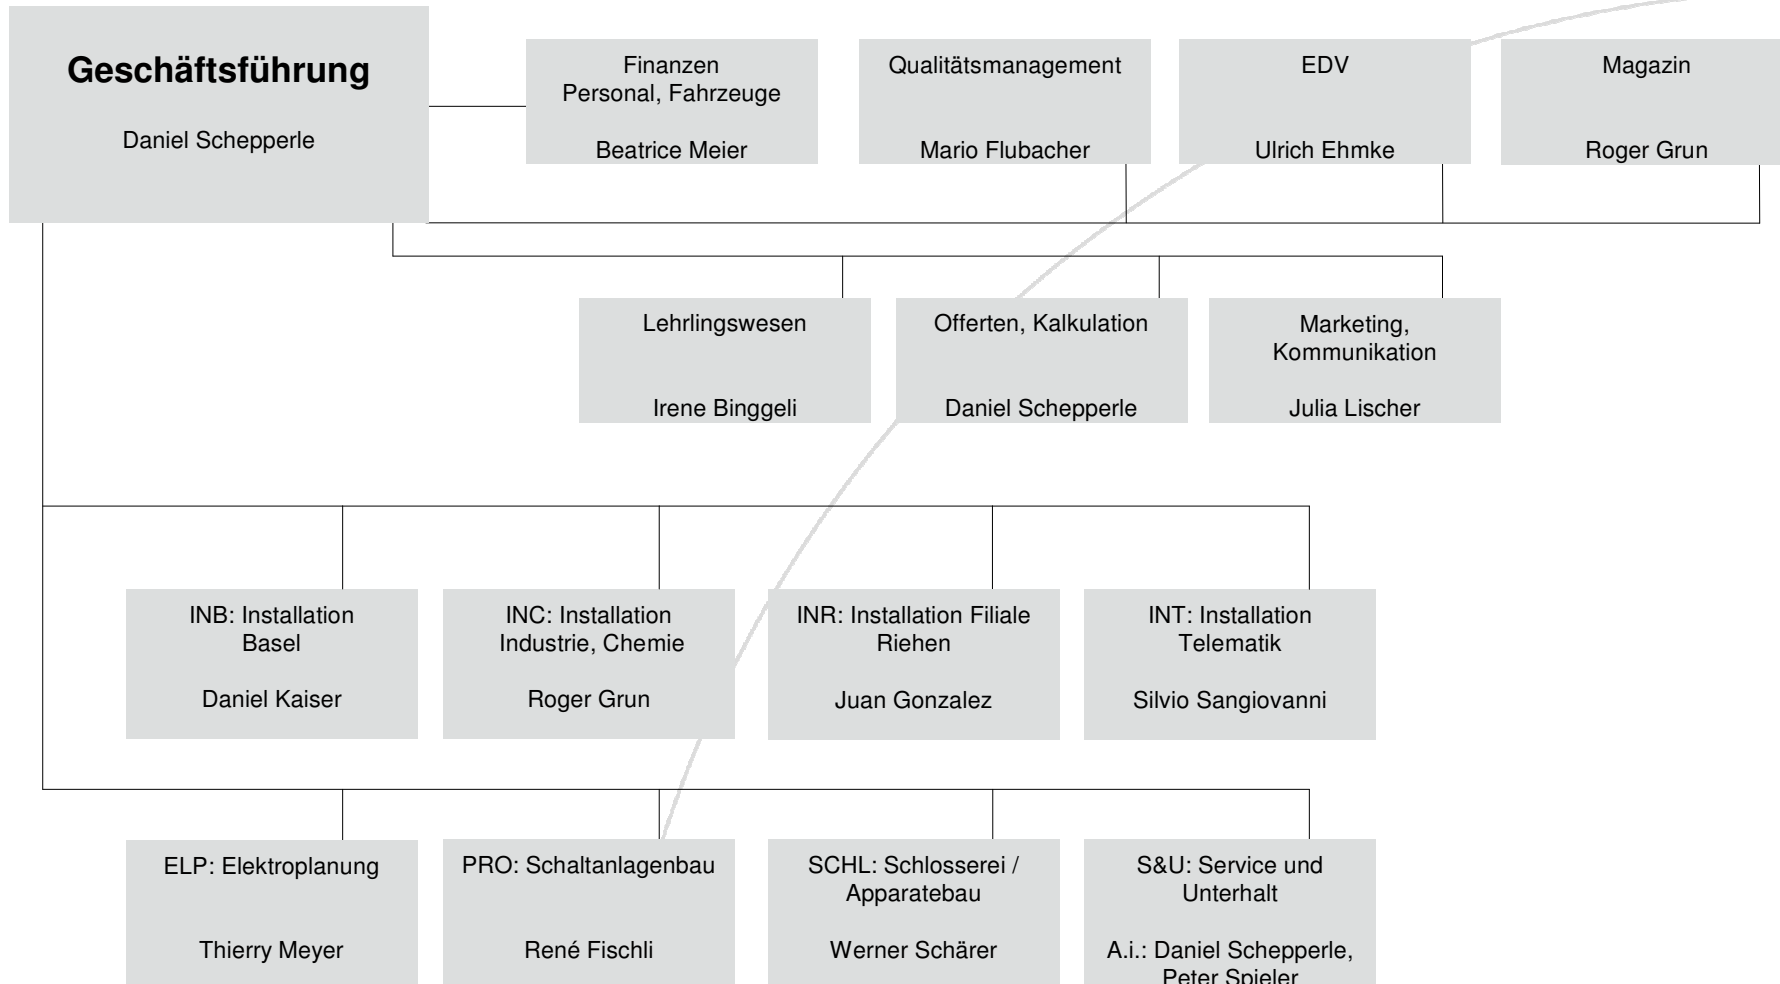 Geschäftsführung
Daniel Schepperle
Finanzen
Personal, Fahrzeuge
Beatrice Meier
Qualitätsmanagement
Mario Flubacher
EDV
Ulrich Ehmke
Magazin
Roger Grun
Lehrlingswesen
Irene Binggeli
Offerten, Kalkulation
Daniel Schepperle
Marketing,
Kommunikation
Julia Lischer
INB: Installation
Basel
Daniel Kaiser
INC: Installation
Industrie, Chemie
Roger Grun
INR: Installation Filiale
Riehen
Juan Gonzalez
INT: Installation
Telematik
Silvio Sangiovanni
ELP: Elektroplanung
Thierry Meyer
PRO: Schaltanlagenbau
René Fischli
SCHL: Schlosserei /
Apparatebau
Werner Schärer
S&U: Service und
Unterhalt
A.i.: Daniel Schepperle,
Peter Spieler